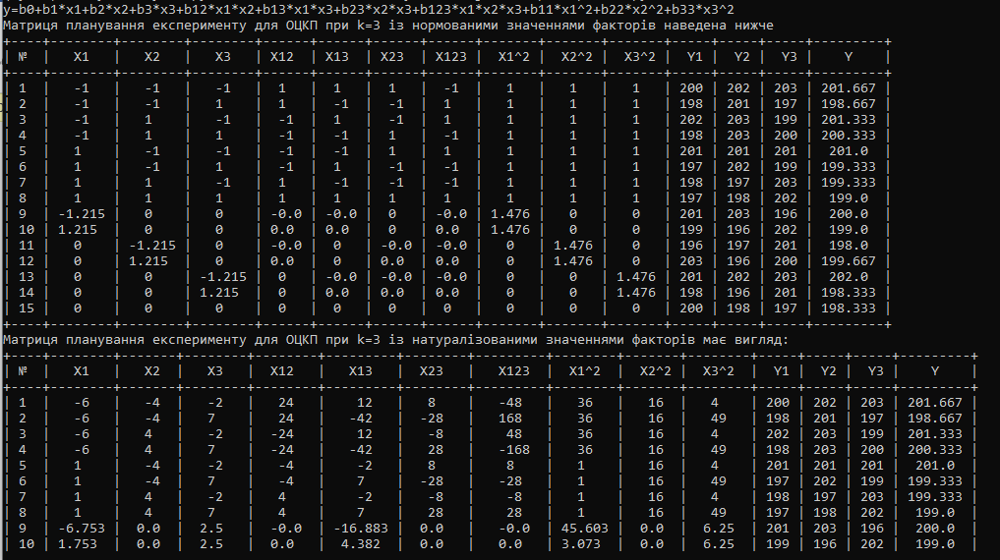 y=b0+b1*x1+b2*x2+b3*x3+b12*x1*x2+b13*x1*x3+b23*x2*x3+b123*x1*x2*x3+b11*x1^2+b22*x2^2+b33*x3^2
Матриця планування експерименту для ОЦКП при k=3 із нормованими значеннями факторів наведена нижче
+----+--------+--------+--------+------+------+------+------+-------+-------+-------+-----+-----+-----+---------+
| № | X1 | X2 | X3 | X12 | X13 | X23 | X123 | X1^2 | X2^2 | X3^2 | Y1 | Y2 | Y3 | Y |
+----+--------+--------+--------+------+------+------+------+-------+-------+-------+-----+-----+-----+---------+
| 1 | -1 | -1 | -1 | 1 | 1 | 1 | -1 | 1 | 1 | 1 | 200 | 202 | 203 | 201.667 |
| 2 | -1 | -1 | 1 | 1 | -1 | -1 | 1 | 1 | 1 | 1 | 198 | 201 | 197 | 198.667 |
| 3 | -1 | 1 | -1 | -1 | 1 | -1 | 1 | 1 | 1 | 1 | 202 | 203 | 199 | 201.333 |
| 4 | -1 | 1 | 1 | -1 | -1 | 1 | -1 | 1 | 1 | 1 | 198 | 203 | 200 | 200.333 |
| 5 | 1 | -1 | -1 | -1 | -1 | 1 | 1 | 1 | 1 | 1 | 201 | 201 | 201 | 201.0 |
| 6 | 1 | -1 | 1 | -1 | 1 | -1 | -1 | 1 | 1 | 1 | 197 | 202 | 199 | 199.333 |
| 7 | 1 | 1 | -1 | 1 | -1 | -1 | -1 | 1 | 1 | 1 | 198 | 197 | 203 | 199.333 |
| 8 | 1 | 1 | 1 | 1 | 1 | 1 | 1 | 1 | 1 | 1 | 197 | 198 | 202 | 199.0 |
| 9 | -1.215 | 0 | 0 | -0.0 | -0.0 | 0 | -0.0 | 1.476 | 0 | 0 | 201 | 203 | 196 | 200.0 |
| 10 | 1.215 | 0 | 0 | 0.0 | 0.0 | 0 | 0.0 | 1.476 | 0 | 0 | 199 | 196 | 202 | 199.0 |
| 11 | 0 | -1.215 | 0 | -0.0 | 0 | -0.0 | -0.0 | 0 | 1.476 | 0 | 196 | 197 | 201 | 198.0 |
| 12 | 0 | 1.215 | 0 | 0.0 | 0 | 0.0 | 0.0 | 0 | 1.476 | 0 | 203 | 196 | 200 | 199.667 |
| 13 | 0 | 0 | -1.215 | 0 | -0.0 | -0.0 | -0.0 | 0 | 0 | 1.476 | 201 | 202 | 203 | 202.0 |
| 14 | 0 | 0 | 1.215 | 0 | 0.0 | 0.0 | 0.0 | 0 | 0 | 1.476 | 198 | 196 | 201 | 198.333 |
| 15 | 0 | 0 | 0 | 0 | 0 | 0 | 0 | 0 | 0 | 0 | 200 | 198 | 197 | 198.333 |
+----+--------+--------+--------+------+------+------+------+-------+-------+-------+-----+-----+-----+---------+
Матриця планування експерименту для ОЦКП при k=3 із натуралізованими значеннями факторів має вигляд:
+----+--------+------+------+------+---------+------+-------+--------+------+------+-----+-----+-----+---------+
| № | X1 | X2 | X3 | X12 | X13 | X23 | X123 | X1^2 | X2^2 | X3^2 | Y1 | Y2 | Y3 | Y |
+----+--------+------+------+------+---------+------+-------+--------+------+------+-----+-----+-----+---------+
| 1 | -6 | -4 | -2 | 24 | 12 | 8 | -48 | 36 | 16 | 4 | 200 | 202 | 203 | 201.667 |
| 2 | -6 | -4 | 7 | 24 | -42 | -28 | 168 | 36 | 16 | 49 | 198 | 201 | 197 | 198.667 |
| 3 | -6 | 4 | -2 | -24 | 12 | -8 | 48 | 36 | 16 | 4 | 202 | 203 | 199 | 201.333 |
| 4 | -6 | 4 | 7 | -24 | -42 | 28 | -168 | 36 | 16 | 49 | 198 | 203 | 200 | 200.333 |
| 5 | 1 | -4 | -2 | -4 | -2 | 8 | 8 | 1 | 16 | 4 | 201 | 201 | 201 | 201.0 |
| 6 | 1 | -4 | 7 | -4 | 7 | -28 | -28 | 1 | 16 | 49 | 197 | 202 | 199 | 199.333 |
| 7 | 1 | 4 | -2 | 4 | -2 | -8 | -8 | 1 | 16 | 4 | 198 | 197 | 203 | 199.333 |
| 8 | 1 | 4 | 7 | 4 | 7 | 28 | 28 | 1 | 16 | 49 | 197 | 198 | 202 | 199.0 |
| 9 | -6.753 | 0.0 | 2.5 | -0.0 | -16.883 | 0.0 | -0.0 | 45.603 | 0.0 | 6.25 | 201 | 203 | 196 | 200.0 |
| 10 | 1.753 | 0.0 | 2.5 | 0.0 | 4.382 | 0.0 | 0.0 | 3.073 | 0.0 | 6.25 | 199 | 196 | 202 | 199.0 |